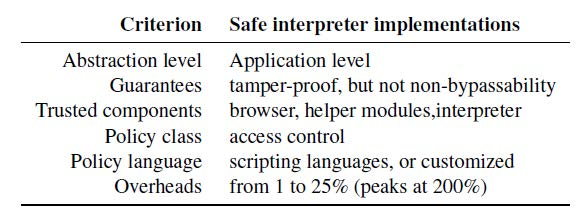 Criterion Safe interpreter implementations
Abstraction level Application level
Guarantees tamper-proof, but not non-bypassability
Trusted components browser, helper modules,interpreter
Policy class access control
Policy language scripting languages, or customized
Overheads from 1 to 25% (peaks at 200%)